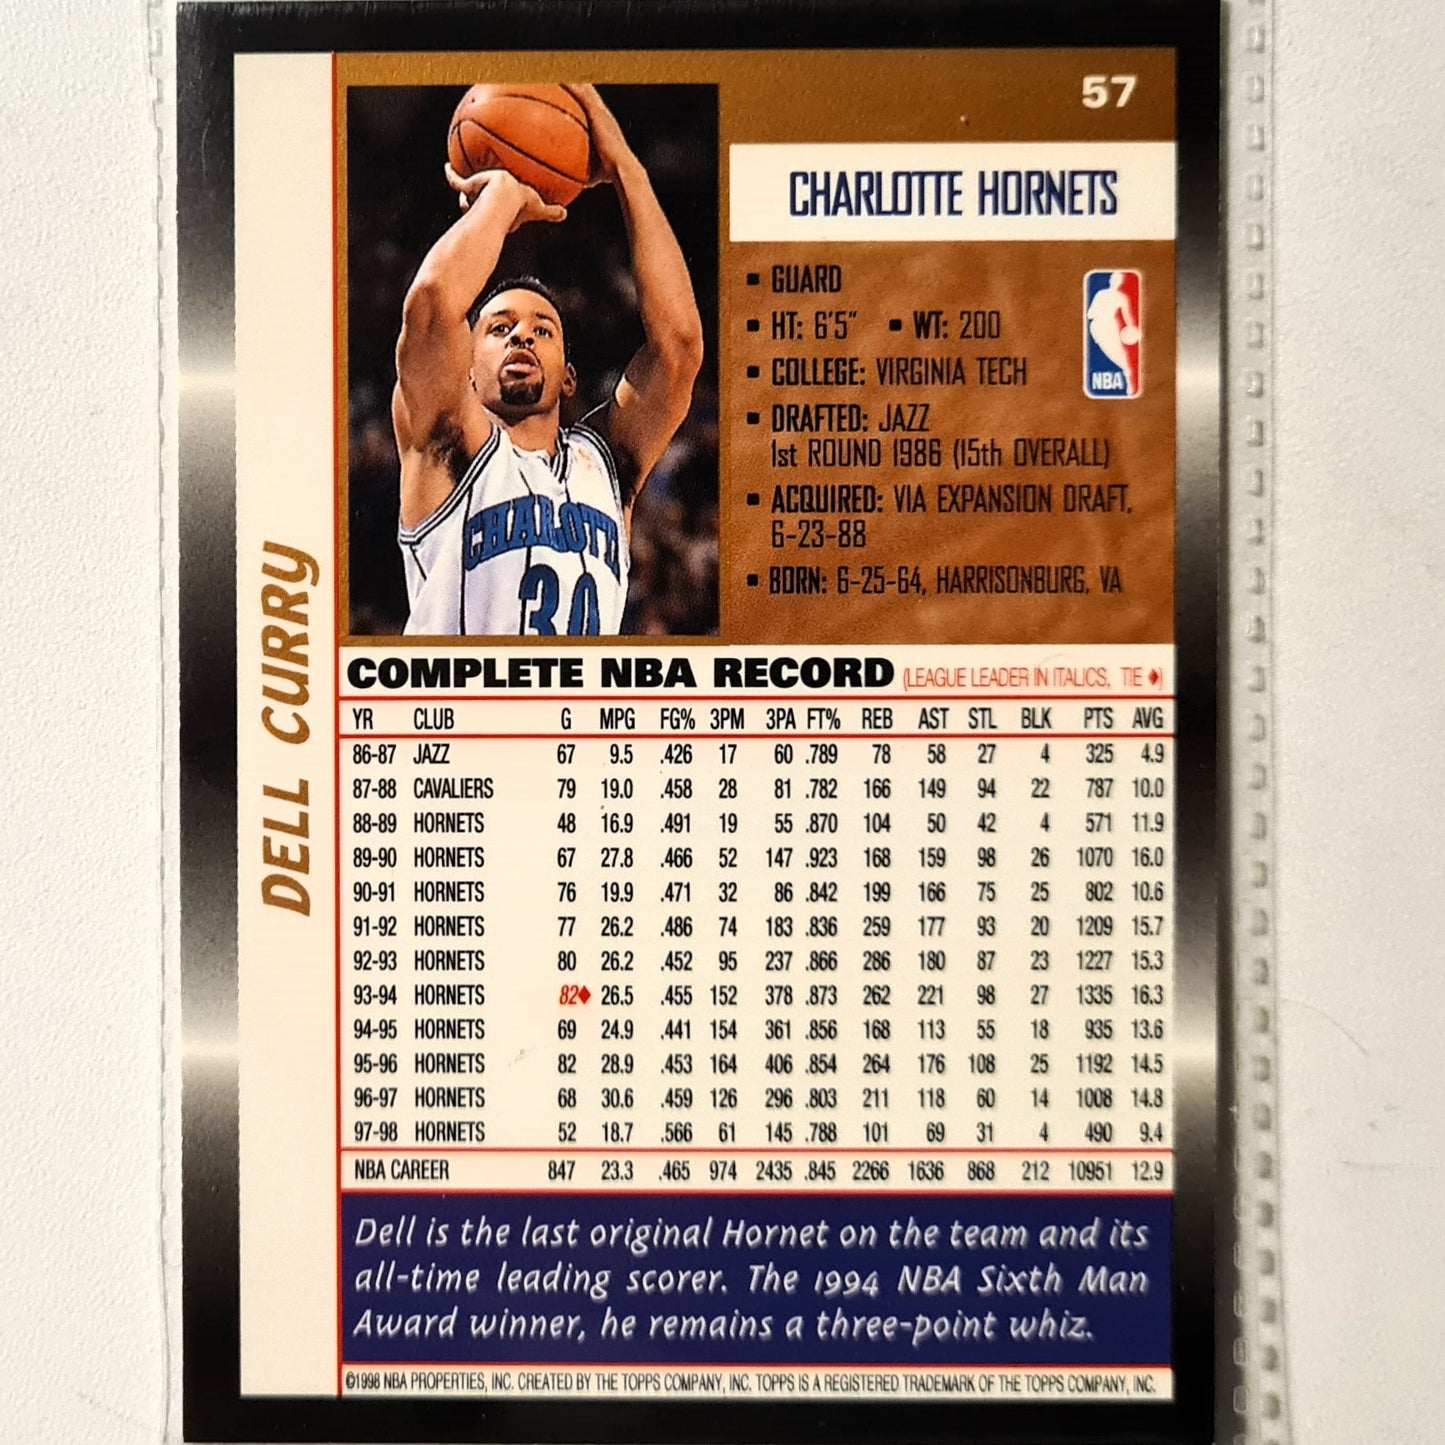 57
CHARLOTTE HORNETS
▪ GUARD
▪ HT: 6'5" ▪ WT: 200
▪ COLLEGE: VIRGINIA TECH
▪ DRAFTED: JAZZ
1st ROUND 1986 (15th OVERALL)
▪ ACQUIRED: VIA EXPANSION DRAFT,
6-23-88
▪ BORN: 6-25-64, HARRISONBURG, VA
NBA
CHARLOTTE
30
DELL CURRY
COMPLETE NBA RECORD (LEAGUE LEADER IN ITALICS, TIE ♦)
YR CLUB G MPG FG% 3PM 3PA FT% REB AST STL BLK PTS AVG
86-87 JAZZ 67 9.5 .426 17 60 .789 78 58 27 4 325 4.9
87-88 CAVALIERS 79 19.0 .458 28 81 .782 166 149 94 22 787 10.0
88-89 HORNETS 48 16.9 .491 19 55 .870 104 50 42 4 571 11.9
89-90 HORNETS 67 27.8 .466 52 147 .923 168 159 98 26 1070 16.0
90-91 HORNETS 76 19.9 .471 32 86 .842 199 166 75 25 802 10.6
91-92 HORNETS 77 26.2 .486 74 183 .836 259 177 93 20 1209 15.7
92-93 HORNETS 80 26.2 .452 95 237 .866 286 180 87 23 1227 15.3
93-94 HORNETS 82♦ 26.5 .455 152 378 .873 262 221 98 27 1335 16.3
94-95 HORNETS 69 24.9 .441 154 361 .856 168 113 55 18 935 13.6
95-96 HORNETS 82 28.9 .453 164 406 .854 264 176 108 25 1192 14.5
96-97 HORNETS 68 30.6 .459 126 296 .803 211 118 60 14 1008 14.8
97-98 HORNETS 52 18.7 .566 61 145 .788 101 69 31 4 490 9.4
NBA CAREER 847 23.3 .465 974 2435 .845 2266 1636 868 212 10951 12.9
Dell is the last original Hornet on the team and its
all-time leading scorer. The 1994 NBA Sixth Man
Award winner, he remains a three-point whiz.
©1998 NBA PROPERTIES, INC. CREATED BY THE TOPPS COMPANY, INC. TOPPS IS A REGISTERED TRADEMARK OF THE TOPPS COMPANY, INC.